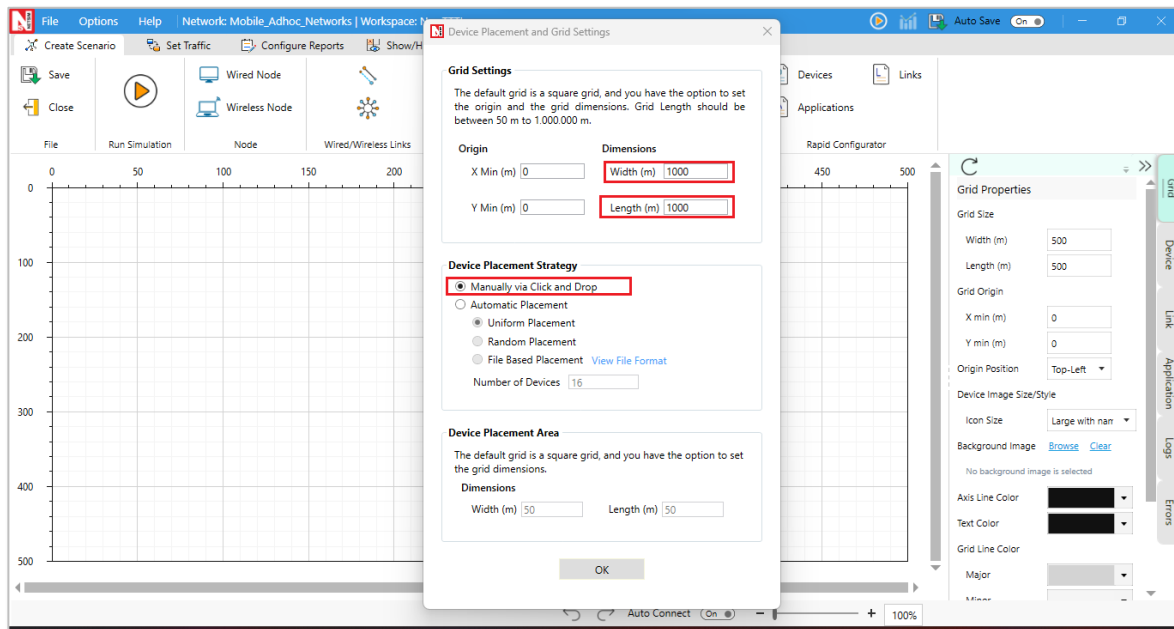 File Options Help Network: Mobile_Adhoc_Networks | Workspace: N
Auto Save On
Create Scenario Set Traffic Configure Reports Show/H
Save
Close
File
Run Simulation
Wired Node
Wireless Node
Node
Wired/Wireless Links
Devices Links
Applications
Rapid Configurator
0 50 100 150 200 450 500
0
100
200
300
400
500
Device Placement and Grid Settings
Grid Settings
The default grid is a square grid, and you have the option to set
the origin and the grid dimensions. Grid Length should be
between 50 m to 1.000.000 m.
Origin Dimensions
X Min (m) 0 Width (m) 1000
Y Min (m) 0 Length (m) 1000
Device Placement Strategy
Manually via Click and Drop
Automatic Placement
Uniform Placement
Random Placement
File Based Placement View File Format
Number of Devices 16
Device Placement Area
The default grid is a square grid, and you have the option to set
the grid dimensions.
Dimensions
Width (m) 50 Length (m) 50
OK
Grid Properties
Grid Size
Width (m) 500
Length (m) 500
Grid Origin
X min (m) 0
Y min (m) 0
Origin Position Top-Left
Device Image Size/Style
Icon Size Large with nam
Background Image Browse Clear
No background image is selected
Axis Line Color
Text Color
Grid Line Color
Major
Grid
Device
Link
Application
Logs
Errors
Auto Connect On 100%